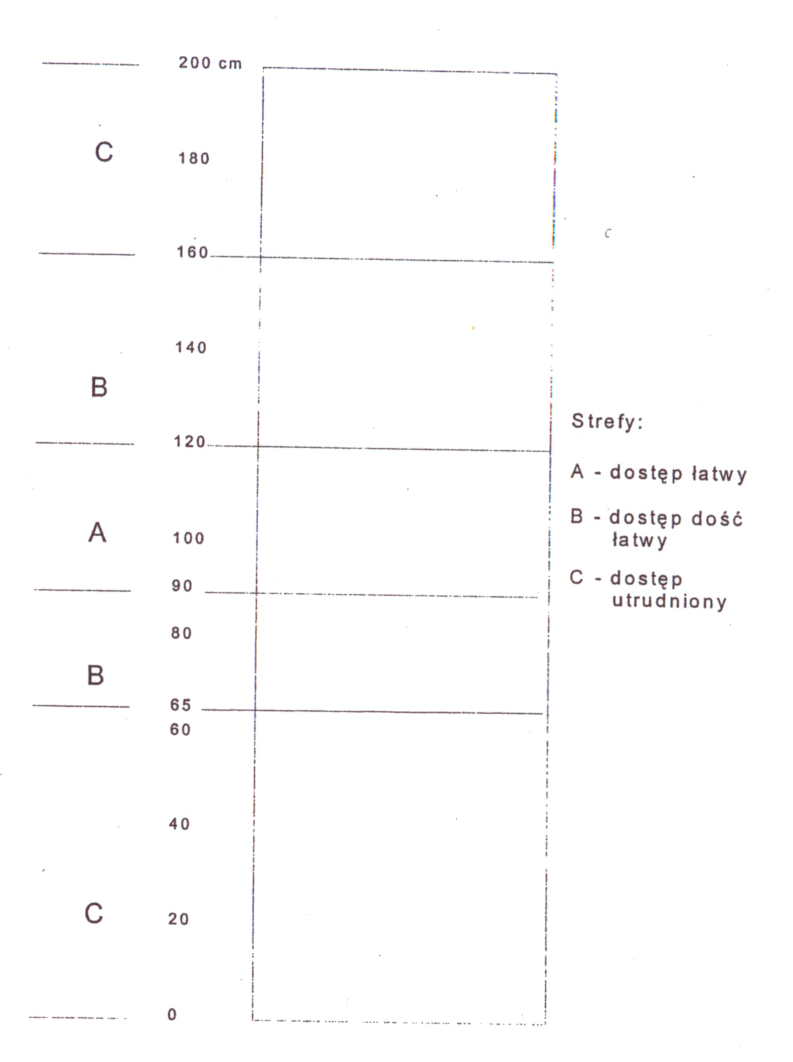 200 cm
C
180
160
c
140
B
120
Strefy:
A - dostęp łatwy
B - dostęp dość
łatwy
A
100
C - dostęp
utrudniony
90
80
B
65
60
40
C
20
0